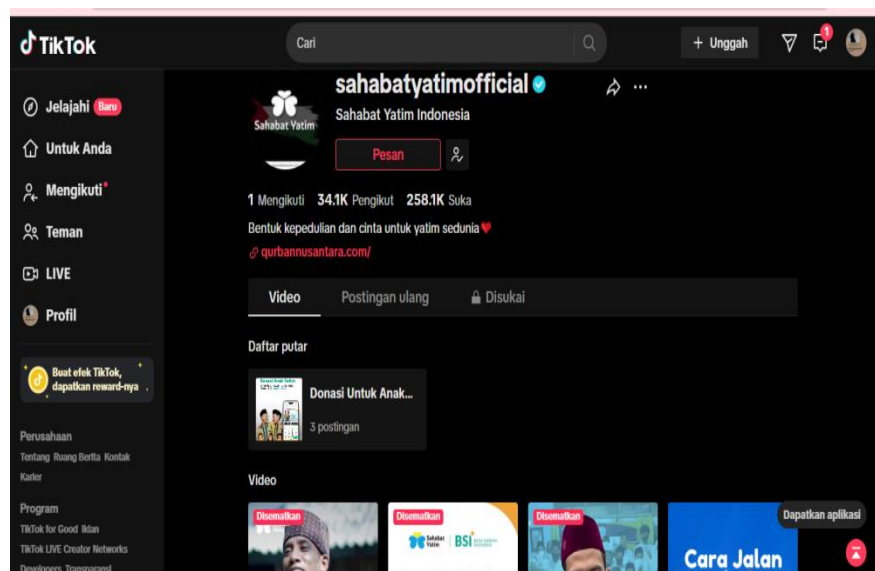 TikTok
Cari
+ Unggah
1
Jelajahi Baru
Untuk Anda
Mengikuti
Teman
LIVE
Profil
Buat efek TikTok,
dapatkan reward-nya
Perusahaan
Tentang Ruang Berita Kontak
Karier
Program
TikTok for Good Iklan
TikTok LIVE Creator Networks
Developers Transparansi
Sahabat Yatim
sahabatyatimofficial
Sahabat Yatim Indonesia
Pesan
1 Mengikuti 34.1K Pengikut 258.1K Suka
Bentuk kepedulian dan cinta untuk yatim sedunia❤
qurbannusantara.com/
Video Postingan ulang Disukai
Daftar putar
Donasi Untuk Anak...
3 postingan
Video
Disematkan
Disematkan
Sahabat Yatim BSI
Disematkan
Cara Jalan
Dapatkan aplikasi